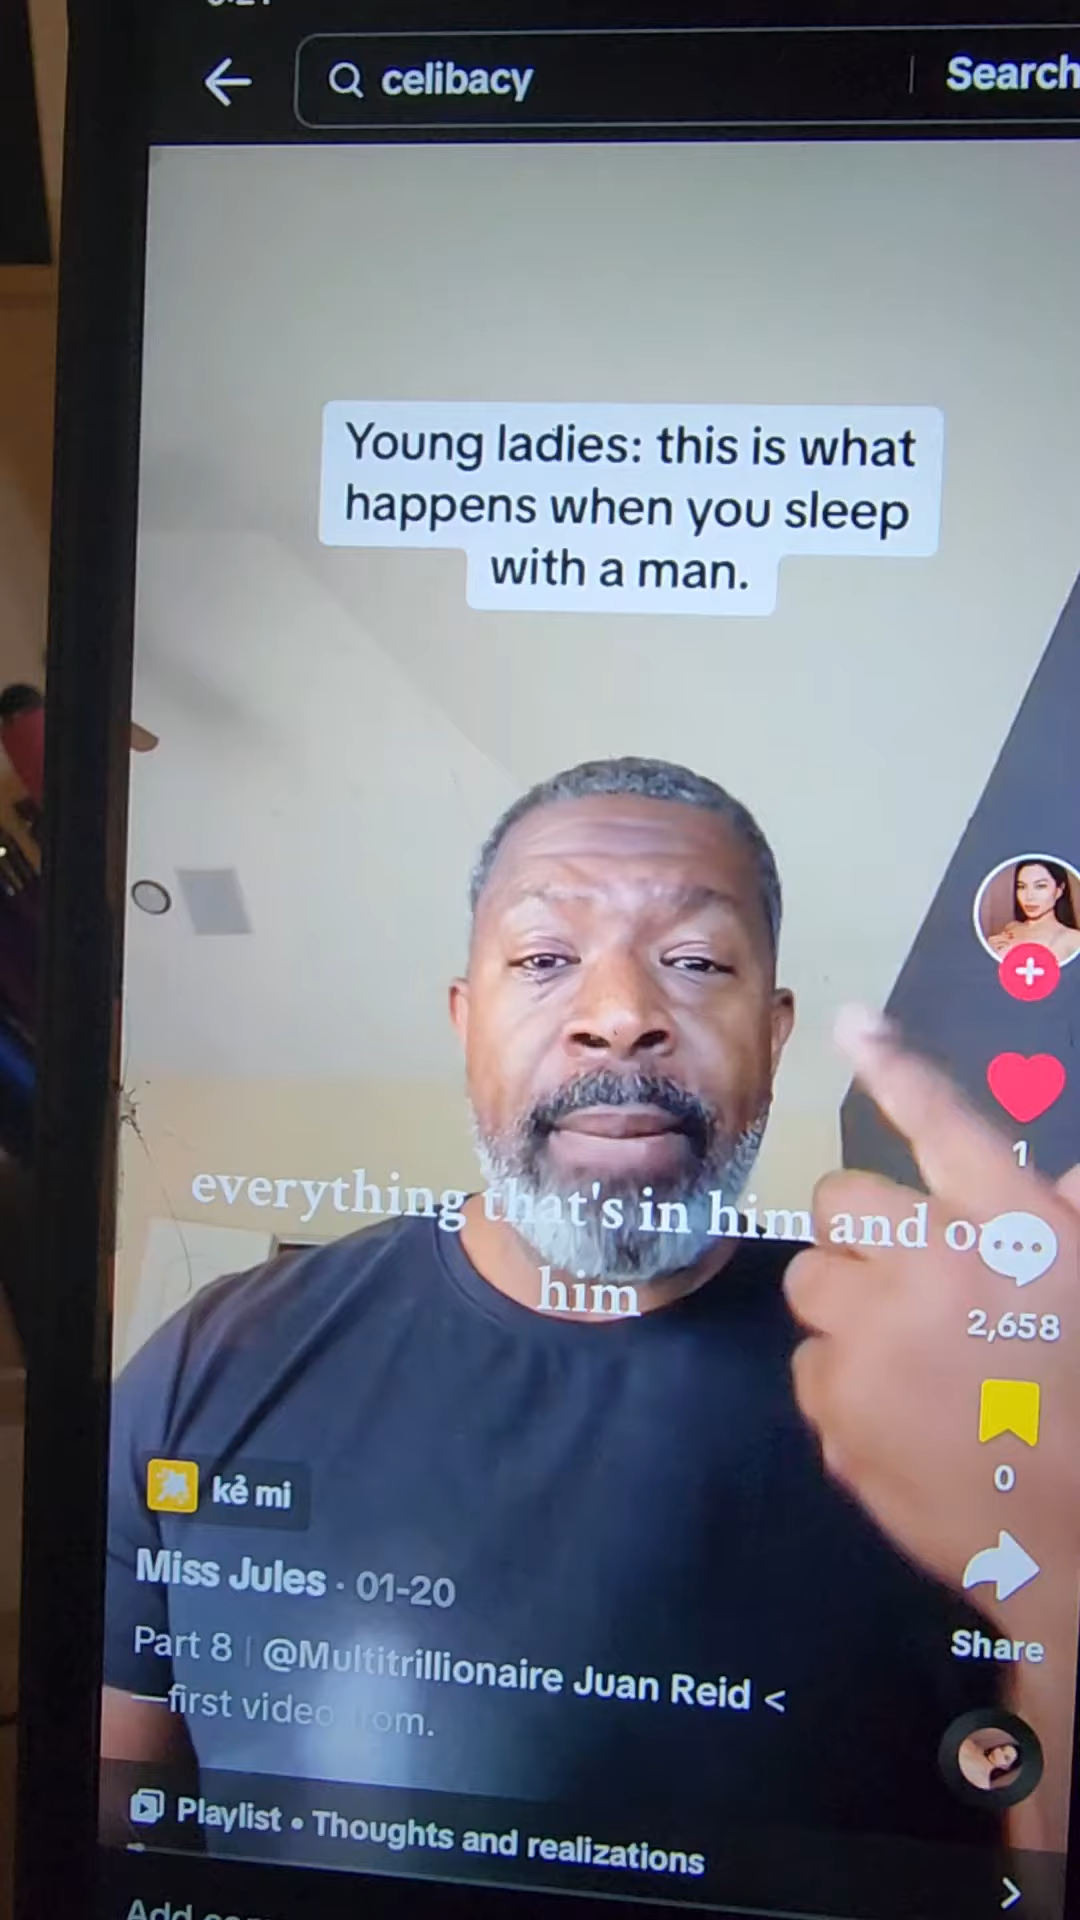 celibacy
Search
Young ladies: this is what
happens when you sleep
with a man.
everything that's in him and
him
1
2,658
0
kẻ mi
Miss Jules · 01-20
Part 8 | @Multitrillionaire Juan Reid <
—first video from.
Share
Playlist • Thoughts and realizations
Add